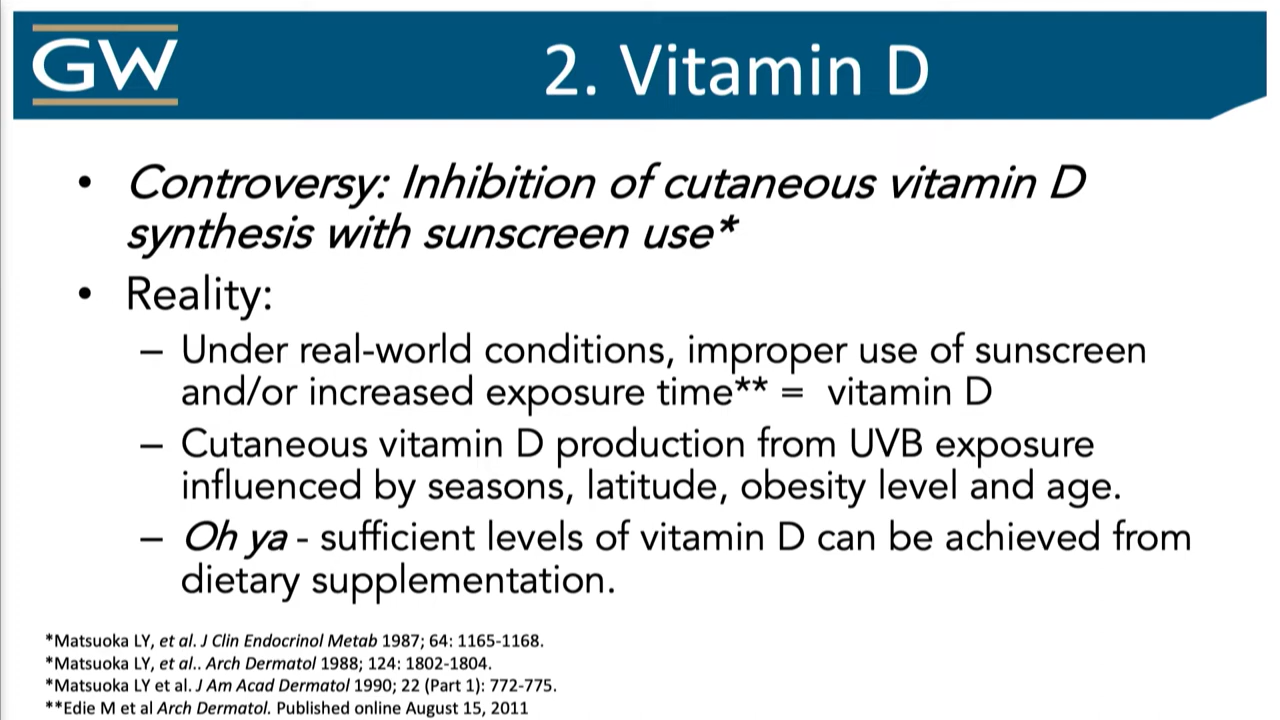 GW
2. Vitamin D
• Controversy: Inhibition of cutaneous vitamin D
synthesis with sunscreen use*
• Reality:
– Under real-world conditions, improper use of sunscreen
and/or increased exposure time** = vitamin D
– Cutaneous vitamin D production from UVB exposure
influenced by seasons, latitude, obesity level and age.
– Oh ya - sufficient levels of vitamin D can be achieved from
dietary supplementation.
*Matsuoka LY, et al. J Clin Endocrinol Metab 1987; 64: 1165-1168.
*Matsuoka LY, et al.. Arch Dermatol 1988; 124: 1802-1804.
*Matsuoka LY et al. J Am Acad Dermatol 1990; 22 (Part 1): 772-775.
**Edie M et al Arch Dermatol. Published online August 15, 2011